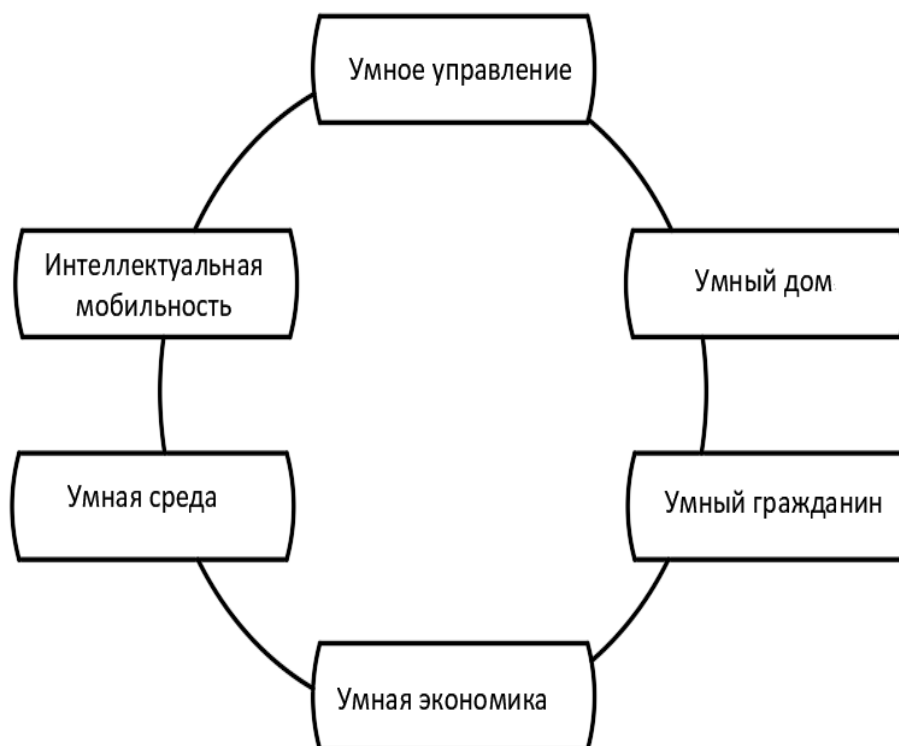 Умное управление
Интеллектуальная
мобильность
Умный дом
Умная среда
Умный гражданин
Умная экономика